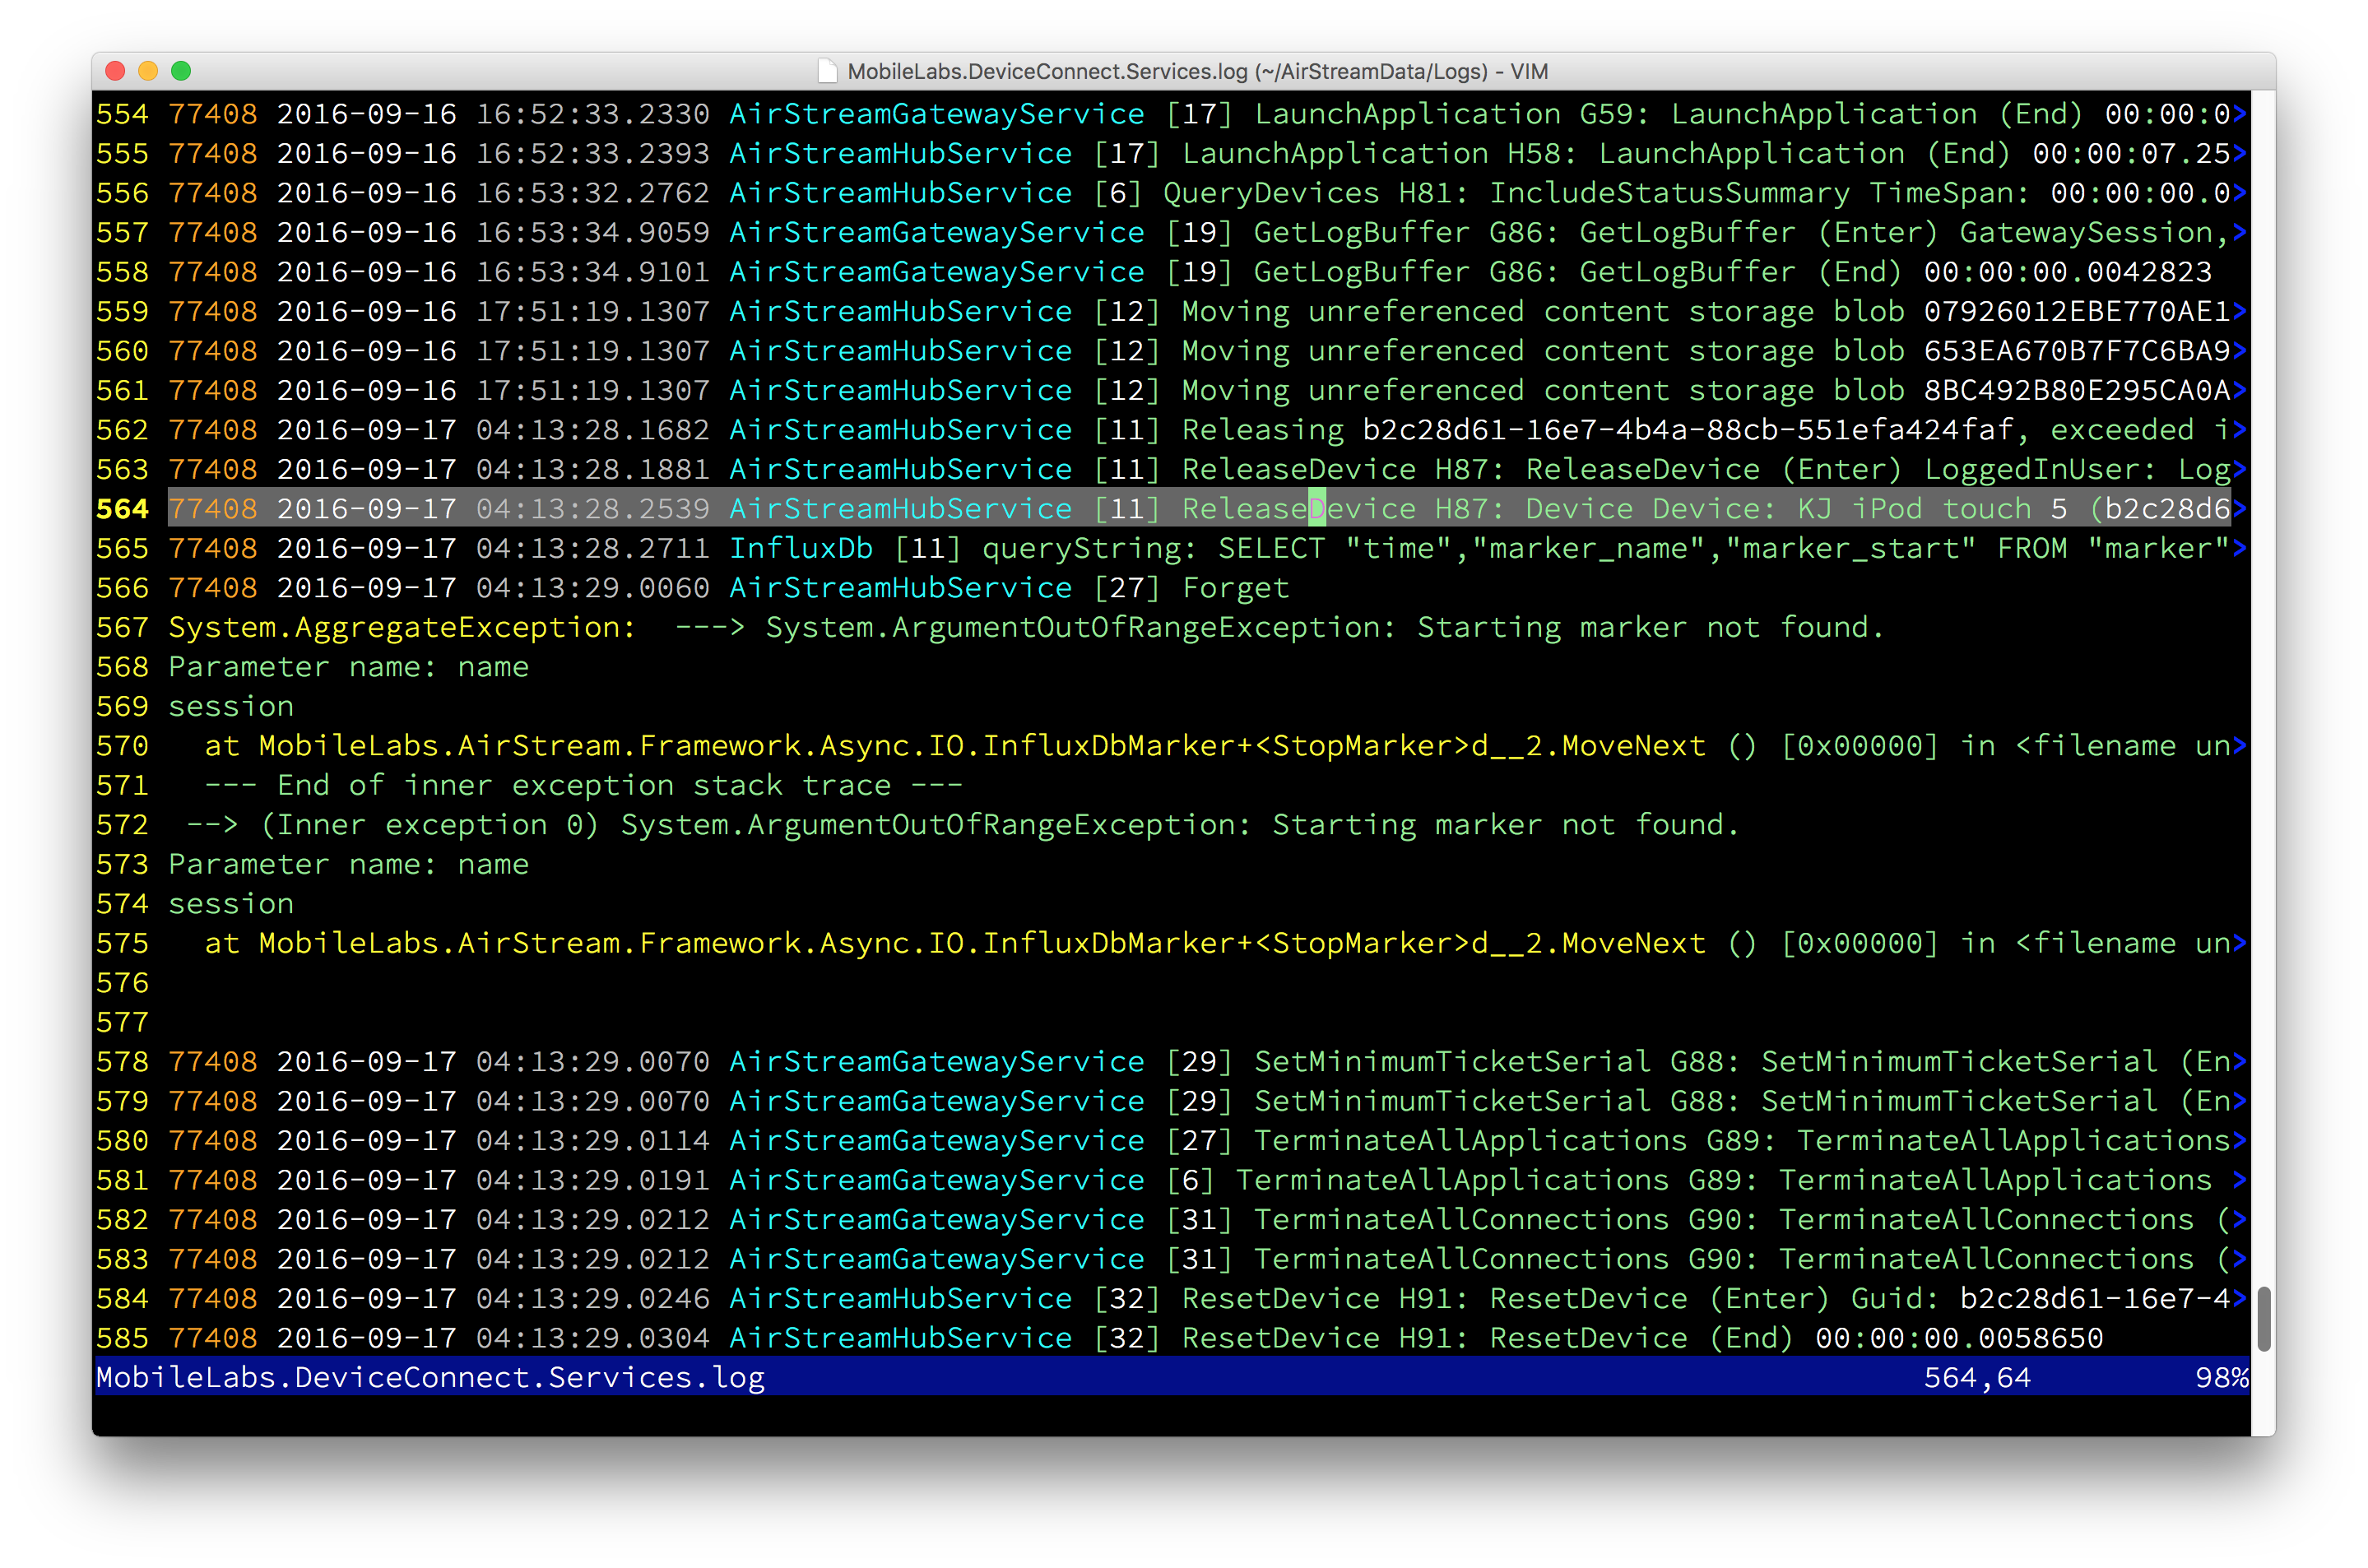 MobileLabs.DeviceConnect.Services.log (~/AirStreamData/Logs) - VIM
554 77408 2016-09-16 16:52:33.2330 AirStreamGatewayService [17] LaunchApplication G59: LaunchApplication (End) 00:00:0>
555 77408 2016-09-16 16:52:33.2393 AirStreamHubService [17] LaunchApplication H58: LaunchApplication (End) 00:00:07.25>
556 77408 2016-09-16 16:53:32.2762 AirStreamHubService [6] QueryDevices H81: IncludeStatusSummary TimeSpan: 00:00:00.0>
557 77408 2016-09-16 16:53:34.9059 AirStreamGatewayService [19] GetLogBuffer G86: GetLogBuffer (Enter) GatewaySession,>
558 77408 2016-09-16 16:53:34.9101 AirStreamGatewayService [19] GetLogBuffer G86: GetLogBuffer (End) 00:00:00.0042823
559 77408 2016-09-16 17:51:19.1307 AirStreamHubService [12] Moving unreferenced content storage blob 07926012EBE770AE1>
560 77408 2016-09-16 17:51:19.1307 AirStreamHubService [12] Moving unreferenced content storage blob 653EA670B7F7C6BA9>
561 77408 2016-09-16 17:51:19.1307 AirStreamHubService [12] Moving unreferenced content storage blob 8BC492B80E295CA0A>
562 77408 2016-09-17 04:13:28.1682 AirStreamHubService [11] Releasing b2c28d61-16e7-4b4a-88cb-551efa424faf, exceeded i>
563 77408 2016-09-17 04:13:28.1881 AirStreamHubService [11] ReleaseDevice H87: ReleaseDevice (Enter) LoggedInUser: Log>
564 77408 2016-09-17 04:13:28.2539 AirStreamHubService [11] ReleaseDevice H87: Device Device: KJ iPod touch 5 (b2c28d6>
565 77408 2016-09-17 04:13:28.2711 InfluxDb [11] queryString: SELECT "time","marker_name","marker_start" FROM "marker">
566 77408 2016-09-17 04:13:29.0060 AirStreamHubService [27] Forget
567 System.AggregateException:  ---> System.ArgumentOutOfRangeException: Starting marker not found.
568 Parameter name: name
569 session
570   at MobileLabs.AirStream.Framework.Async.IO.InfluxDbMarker+<StopMarker>d__2.MoveNext () [0x00000] in <filename un>
571   --- End of inner exception stack trace ---
572  --> (Inner exception 0) System.ArgumentOutOfRangeException: Starting marker not found.
573 Parameter name: name
574 session
575   at MobileLabs.AirStream.Framework.Async.IO.InfluxDbMarker+<StopMarker>d__2.MoveNext () [0x00000] in <filename un>
576
577
578 77408 2016-09-17 04:13:29.0070 AirStreamGatewayService [29] SetMinimumTicketSerial G88: SetMinimumTicketSerial (En>
579 77408 2016-09-17 04:13:29.0070 AirStreamGatewayService [29] SetMinimumTicketSerial G88: SetMinimumTicketSerial (En>
580 77408 2016-09-17 04:13:29.0114 AirStreamGatewayService [27] TerminateAllApplications G89: TerminateAllApplications>
581 77408 2016-09-17 04:13:29.0191 AirStreamGatewayService [6] TerminateAllApplications G89: TerminateAllApplications >
582 77408 2016-09-17 04:13:29.0212 AirStreamGatewayService [31] TerminateAllConnections G90: TerminateAllConnections (>
583 77408 2016-09-17 04:13:29.0212 AirStreamGatewayService [31] TerminateAllConnections G90: TerminateAllConnections (>
584 77408 2016-09-17 04:13:29.0246 AirStreamHubService [32] ResetDevice H91: ResetDevice (Enter) Guid: b2c28d61-16e7-4>
585 77408 2016-09-17 04:13:29.0304 AirStreamHubService [32] ResetDevice H91: ResetDevice (End) 00:00:00.0058650
MobileLabs.DeviceConnect.Services.log 564,64 98%